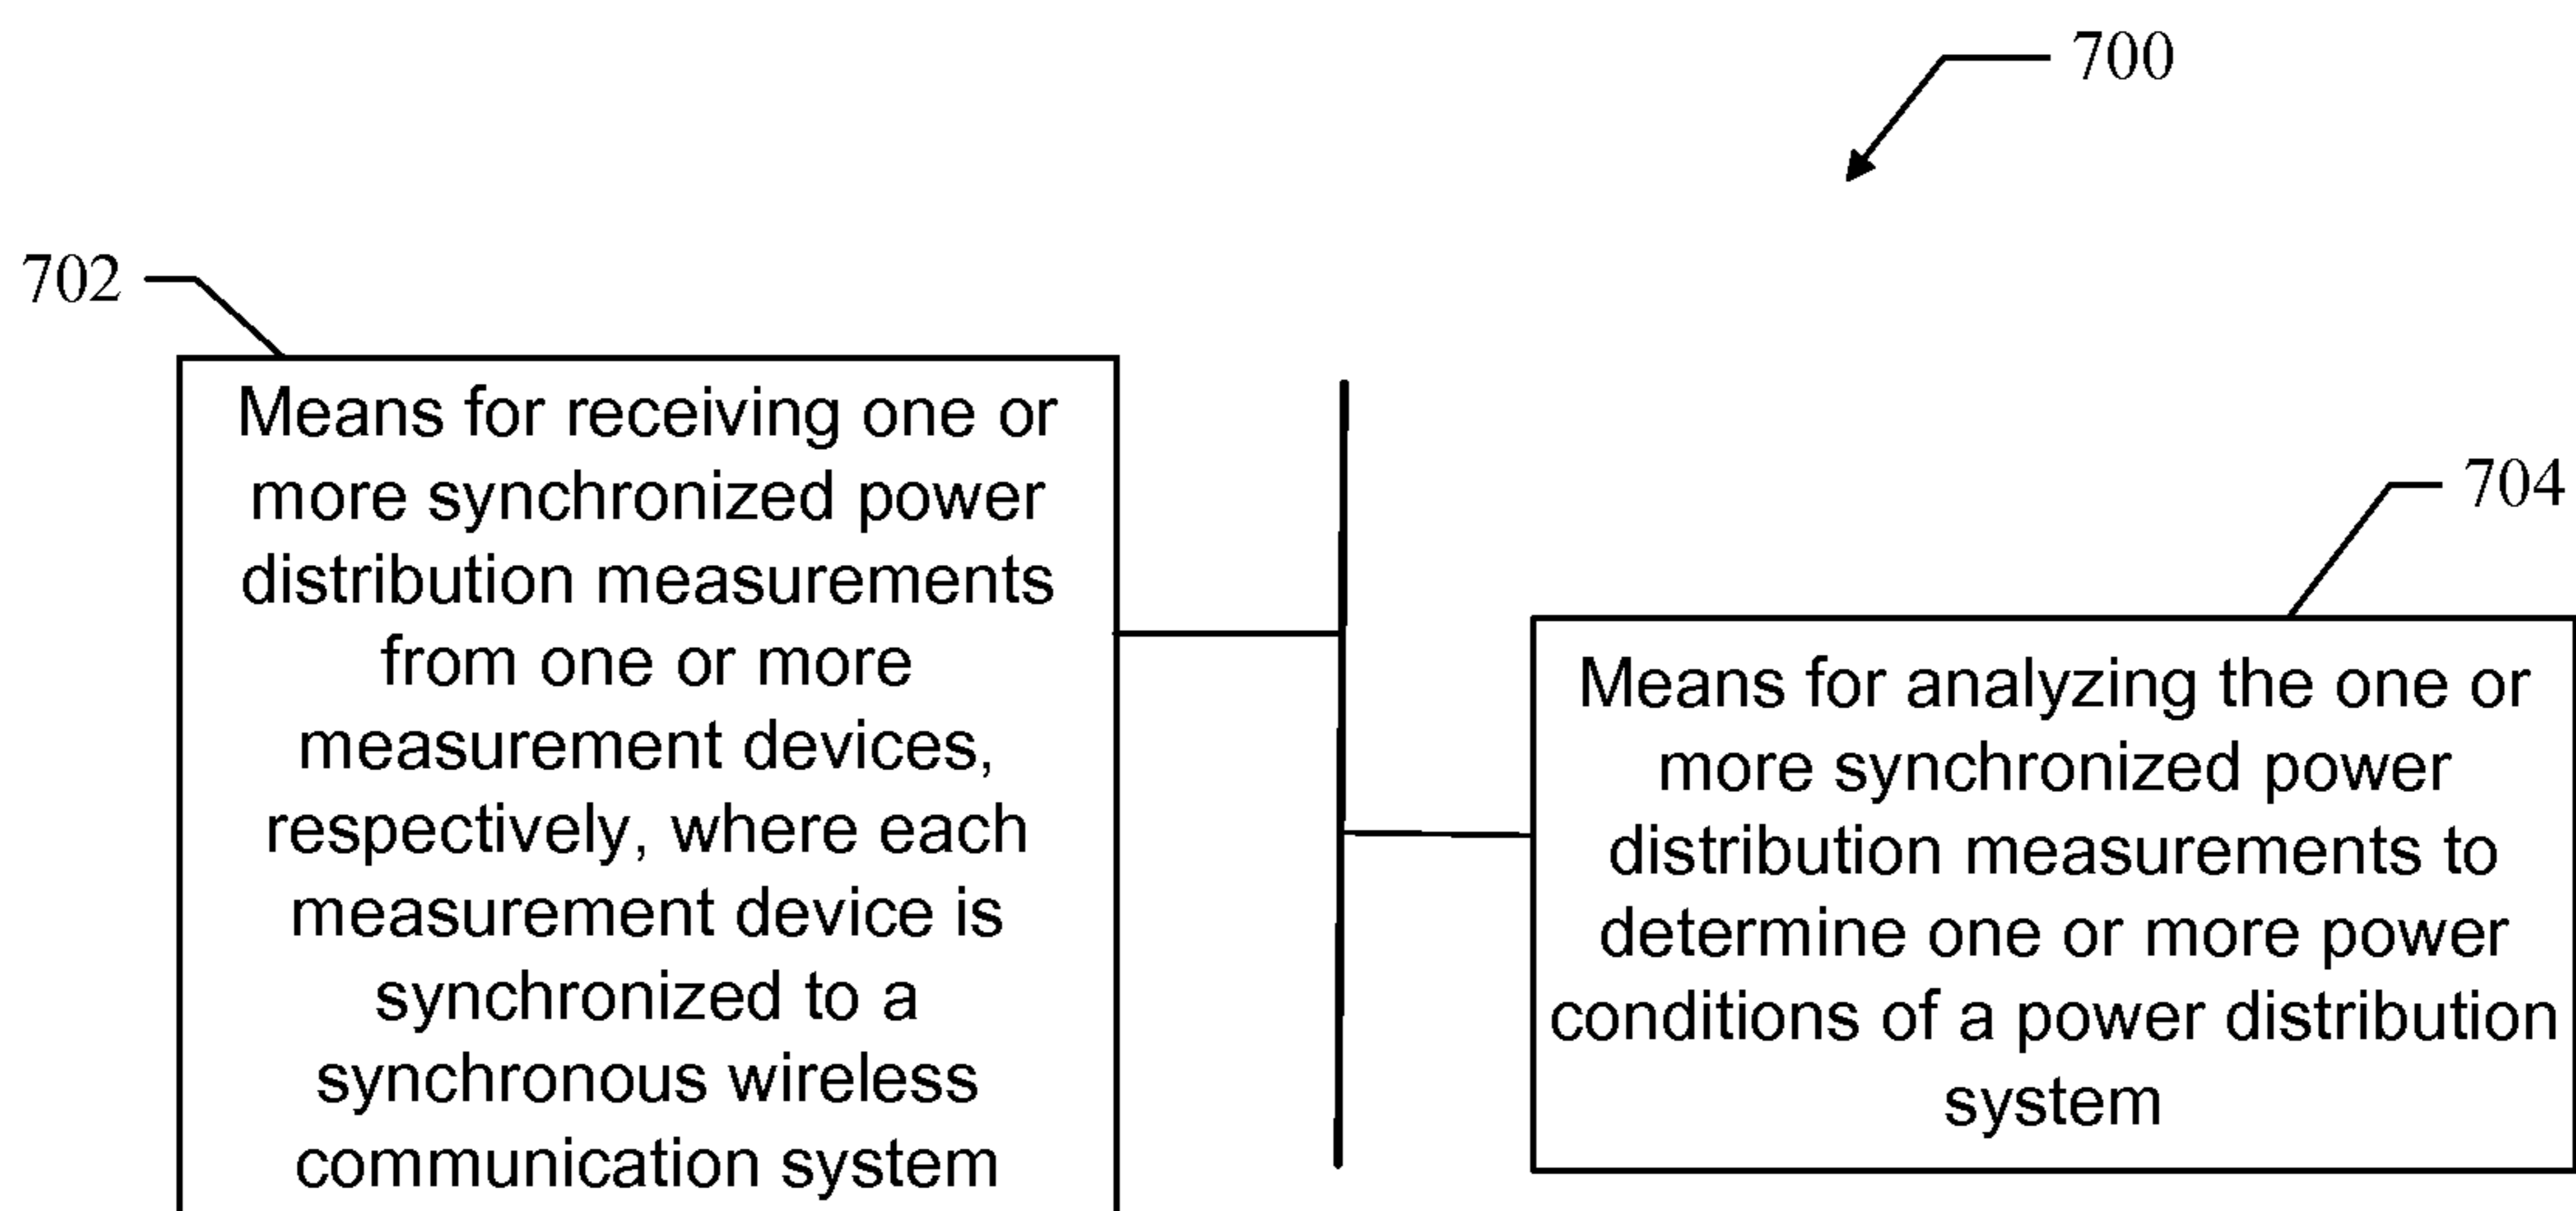 700
702
Means for receiving one or
more synchronized power
distribution measurements
from one or more
measurement devices,
respectively, where each
measurement device is
synchronized to a
synchronous wireless
communication system
704
Means for analyzing the one or
more synchronized power
distribution measurements to
determine one or more power
conditions of a power distribution
system